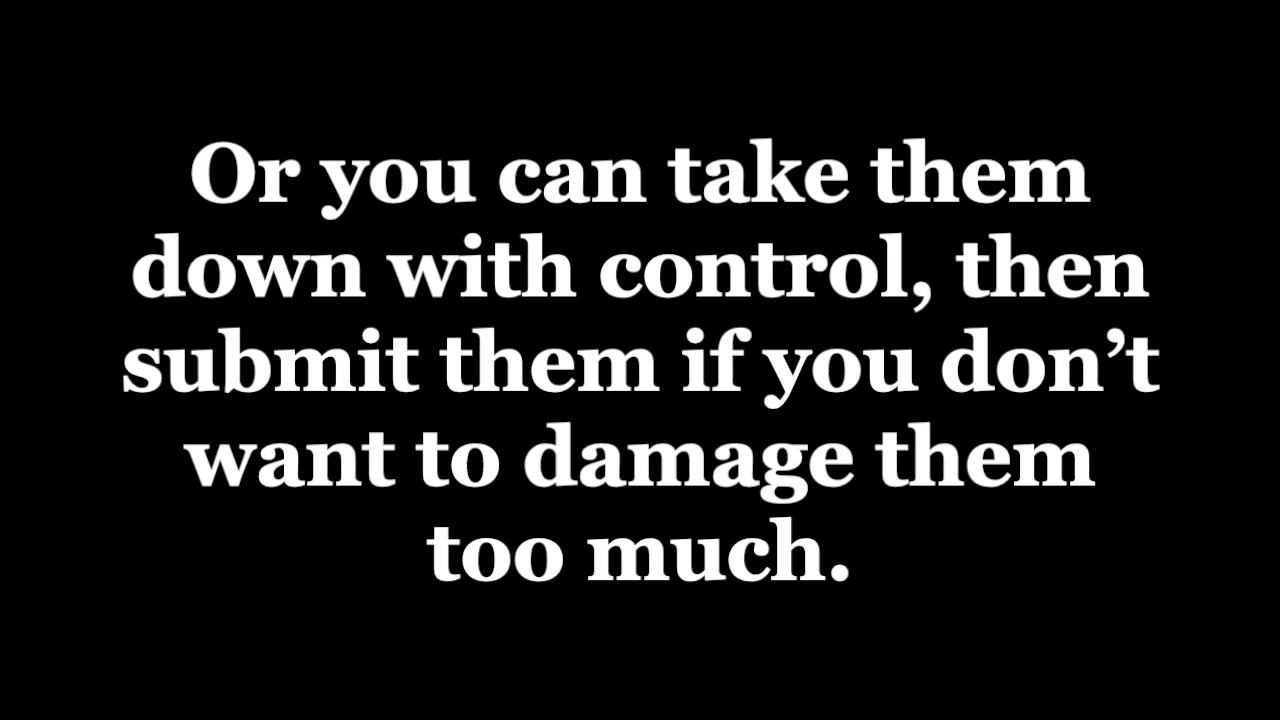 Or you can take them
down with control, then
submit them if you don’t
want to damage them
too much.